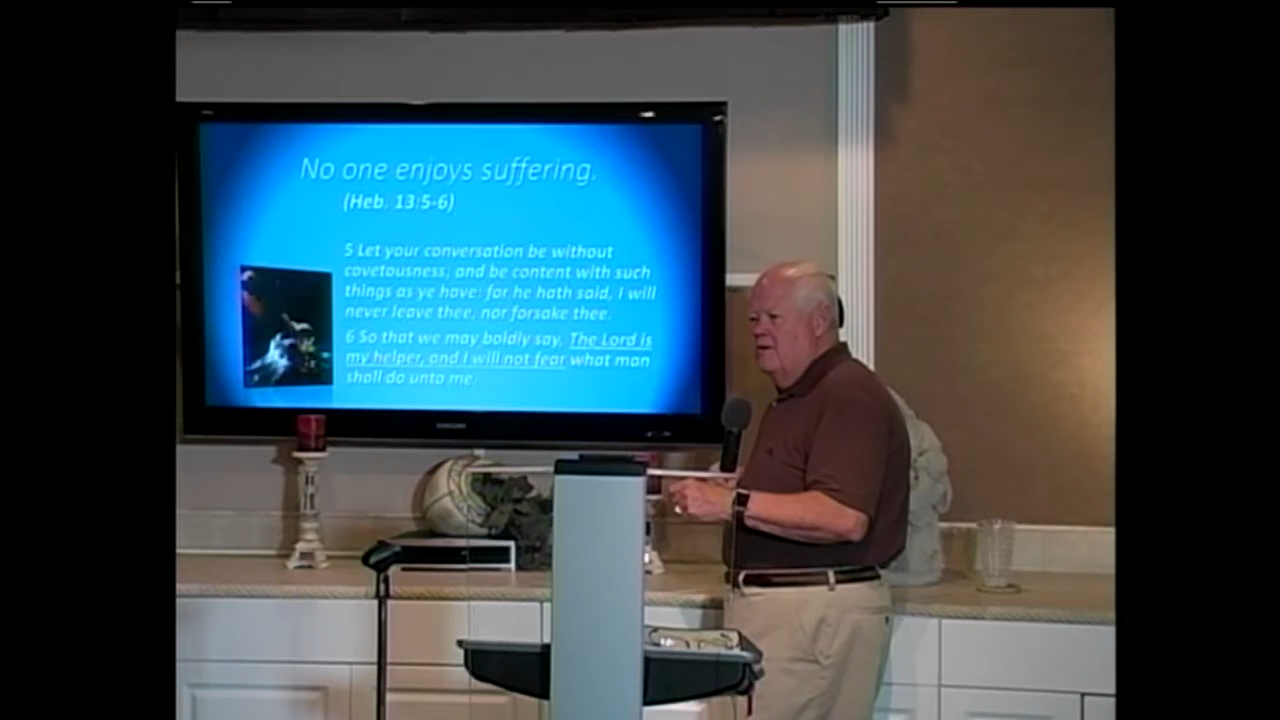 No one enjoys suffering.
(Heb. 13:5-6)
5 Let your conversation be without
covetousness; and be content with such
things as ye have: for he hath said, I will
never leave thee, nor forsake thee.
6 So that we may boldly say, The Lord is
my helper, and I will not fear what man
shall do unto me.
SAMSUNG